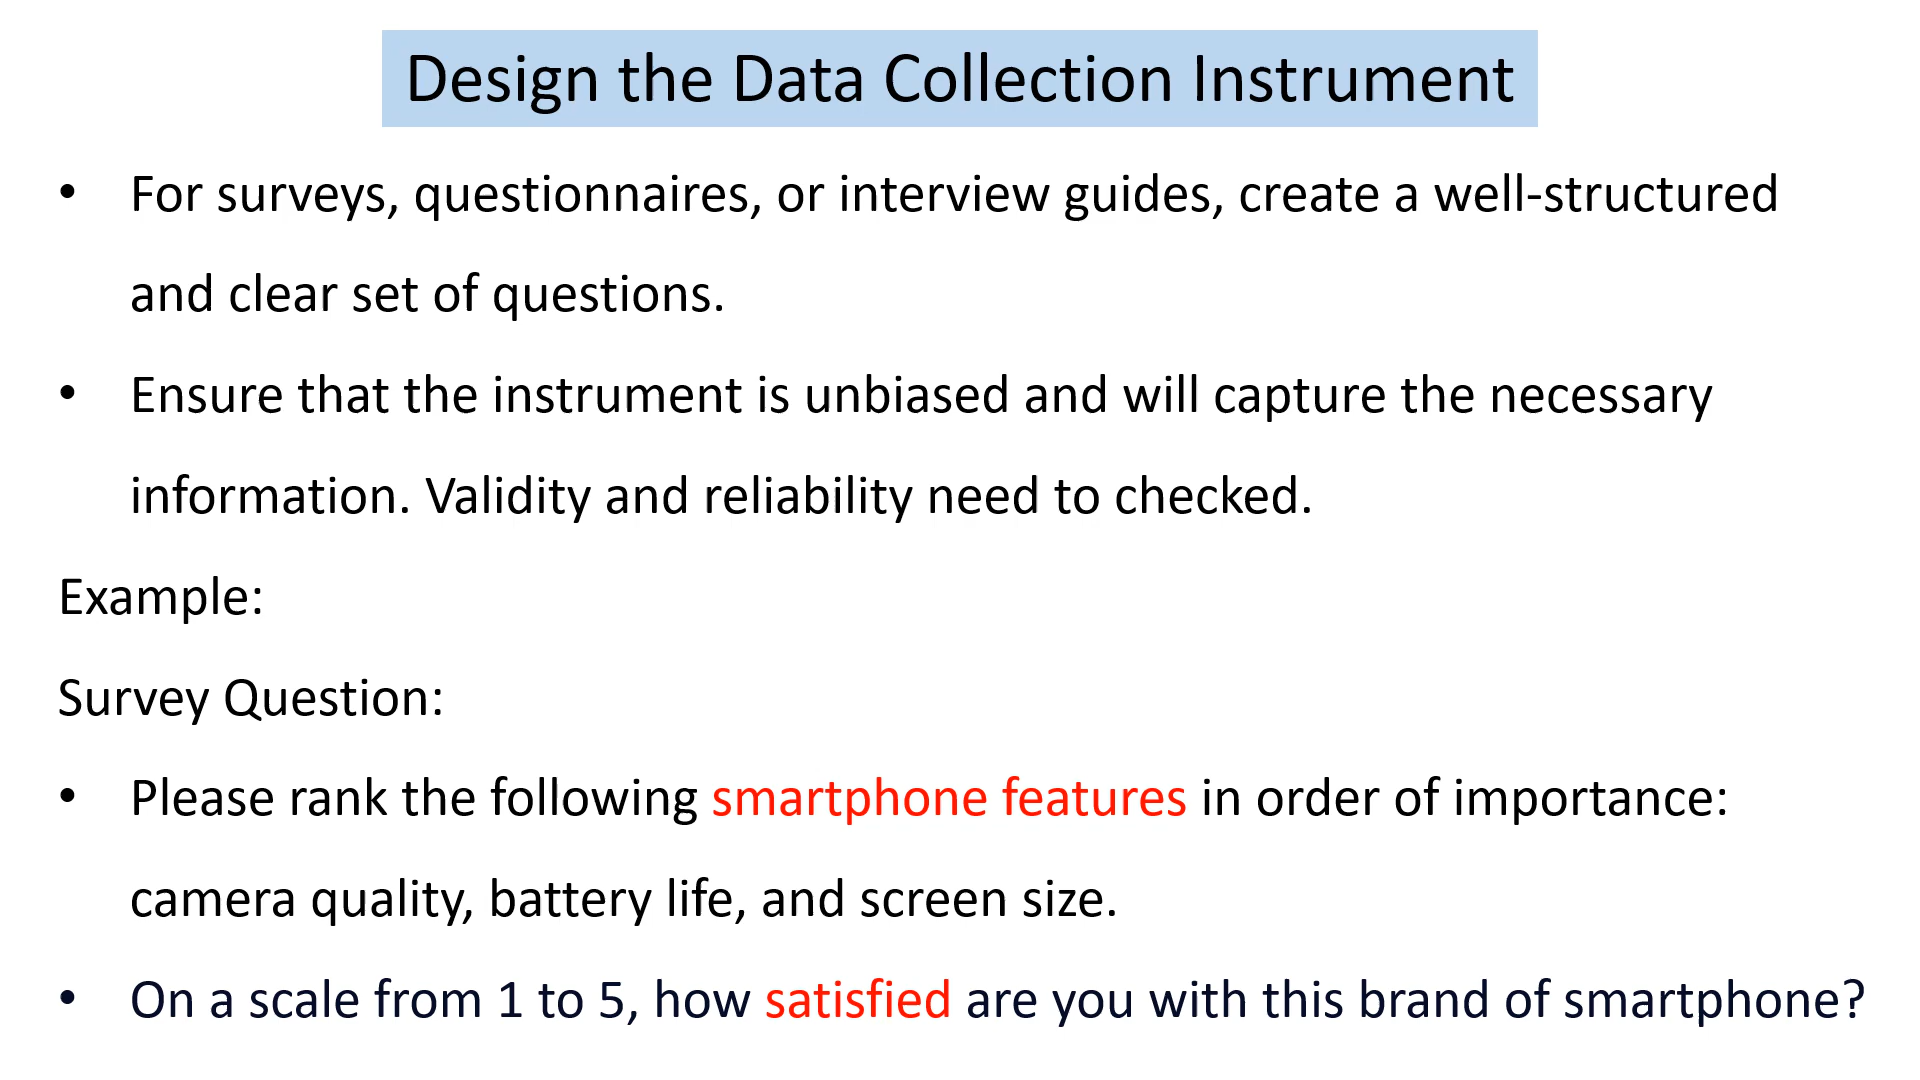 Design the Data Collection Instrument
• For surveys, questionnaires, or interview guides, create a well-structured
and clear set of questions.
• Ensure that the instrument is unbiased and will capture the necessary
information. Validity and reliability need to checked.
Example:
Survey Question:
• Please rank the following smartphone features in order of importance:
camera quality, battery life, and screen size.
• On a scale from 1 to 5, how satisfied are you with this brand of smartphone?